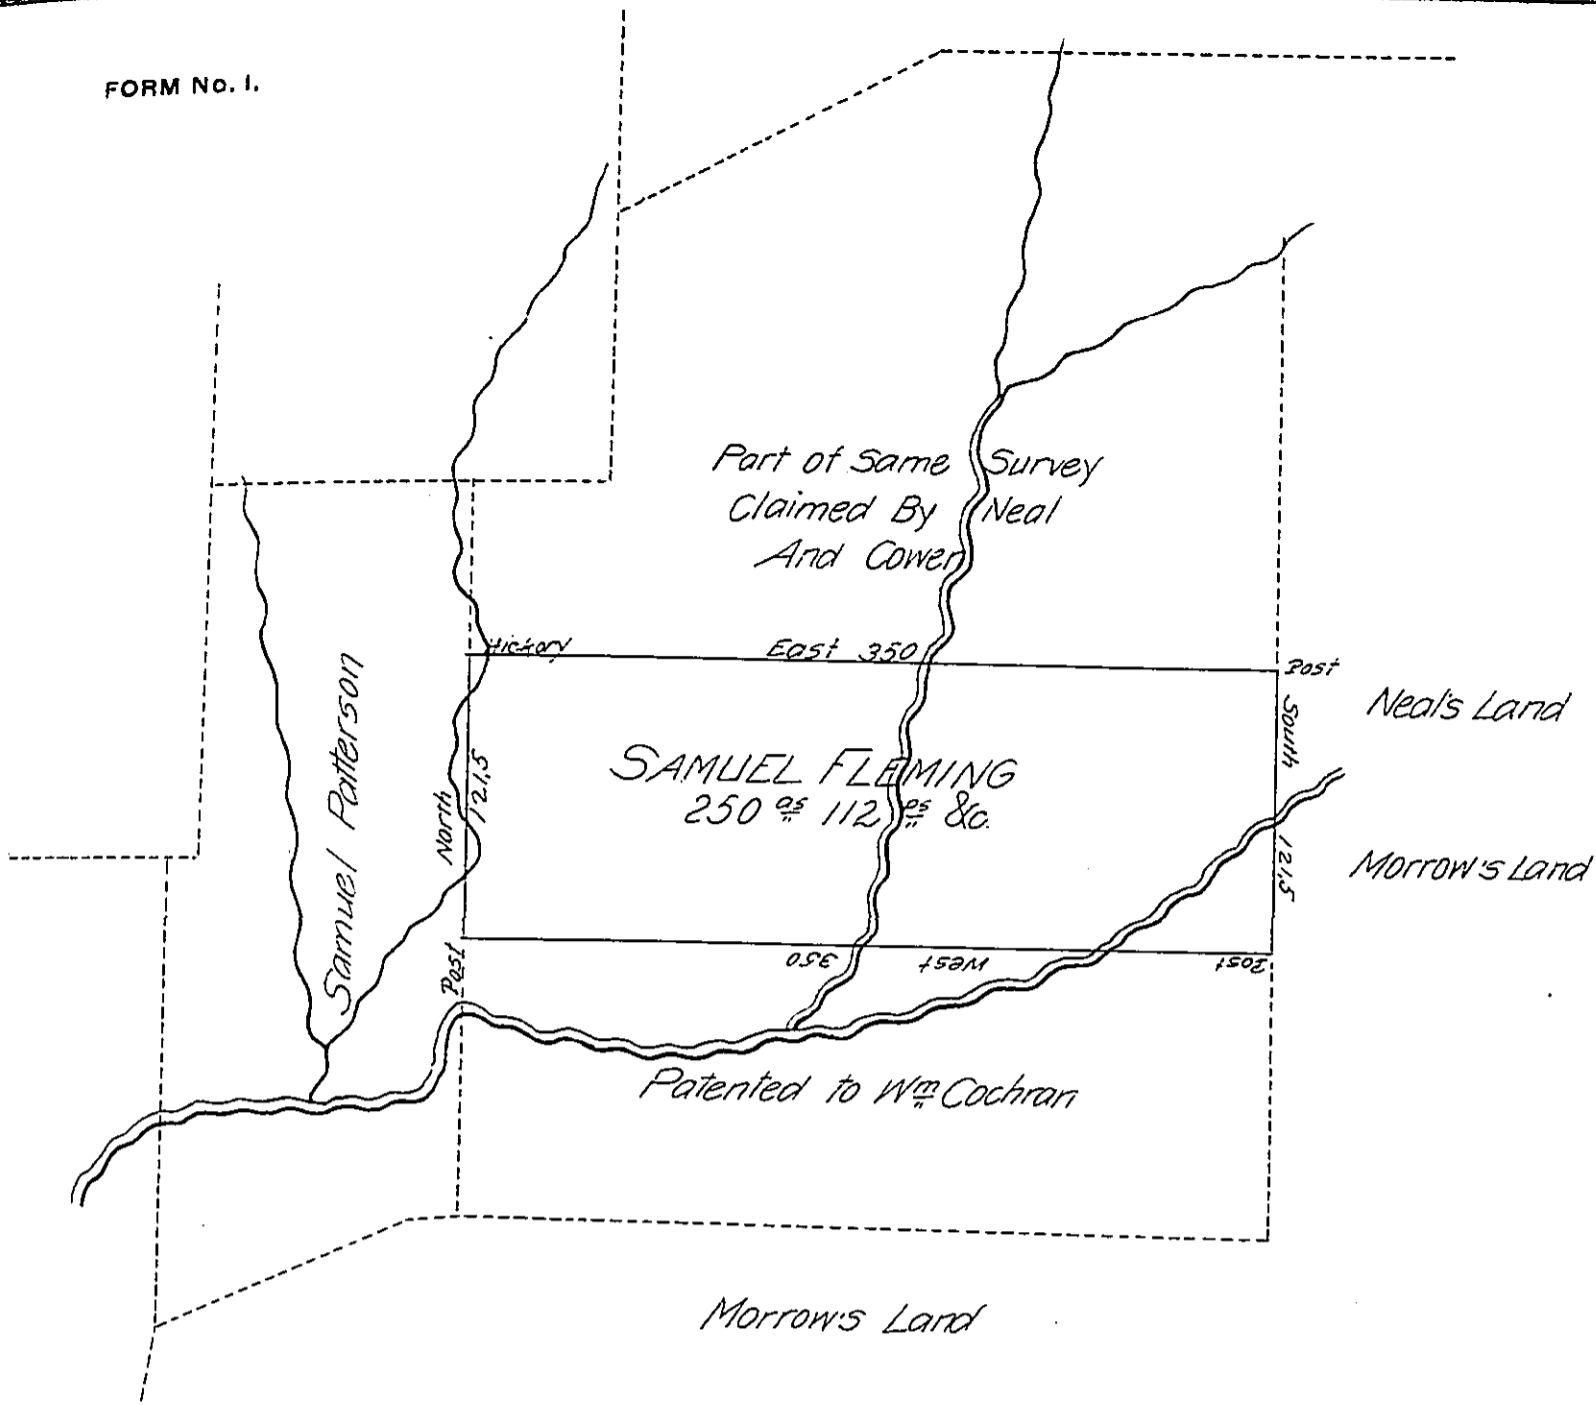 FORM No. 1.
Part of Same Survey
Claimed By Neal
And Cowen
Hickory
East 350
Post
Neal's Land
South 121.5
Samuel Patterson
SAMUEL FLEMING
250 as 112 ps &c.
North 121.5
Morrow's Land
Post
350 West Post
Patented to Wm Cochran
Morrow's Land